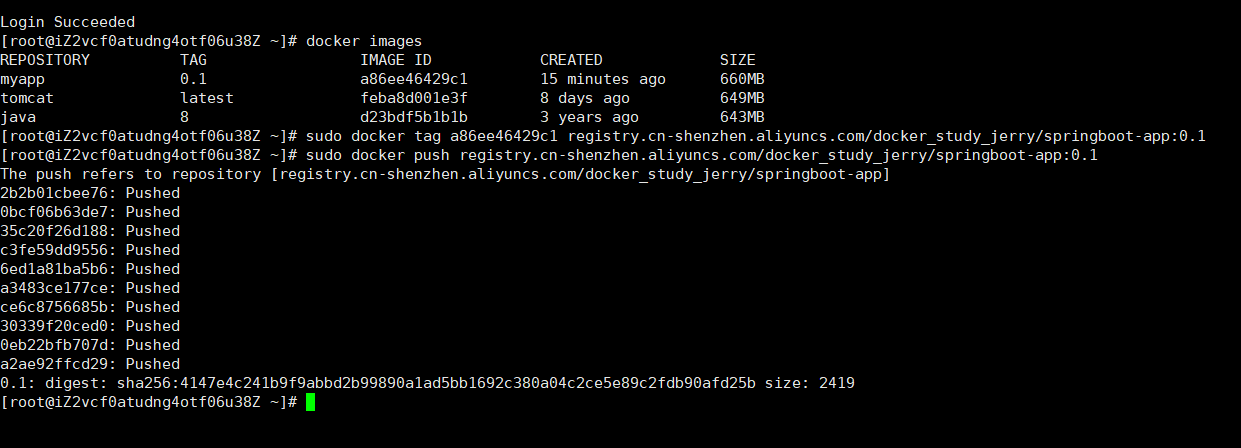 Login Succeeded
[root@iZ2vcf0atudng4otf06u38Z ~]# docker images
REPOSITORY          TAG                 IMAGE ID            CREATED             SIZE
myapp               0.1                 a86ee46429c1        15 minutes ago      660MB
tomcat              latest              feba8d001e3f        8 days ago          649MB
java                8                   d23bdf5b1b1b        3 years ago         643MB
[root@iZ2vcf0atudng4otf06u38Z ~]# sudo docker tag a86ee46429c1 registry.cn-shenzhen.aliyuncs.com/docker_study_jerry/springboot-app:0.1
[root@iZ2vcf0atudng4otf06u38Z ~]# sudo docker push registry.cn-shenzhen.aliyuncs.com/docker_study_jerry/springboot-app:0.1
The push refers to repository [registry.cn-shenzhen.aliyuncs.com/docker_study_jerry/springboot-app]
2b2b01cbee76: Pushed
0bcf06b63de7: Pushed
35c20f26d188: Pushed
c3fe59dd9556: Pushed
6ed1a81ba5b6: Pushed
a3483ce177ce: Pushed
ce6c8756685b: Pushed
30339f20ced0: Pushed
0eb22bfb707d: Pushed
a2ae92ffcd29: Pushed
0.1: digest: sha256:4147e4c241b9f9abbd2b99890a1ad5bb1692c380a04c2ce5e89c2fdb90afd25b size: 2419
[root@iZ2vcf0atudng4otf06u38Z ~]#